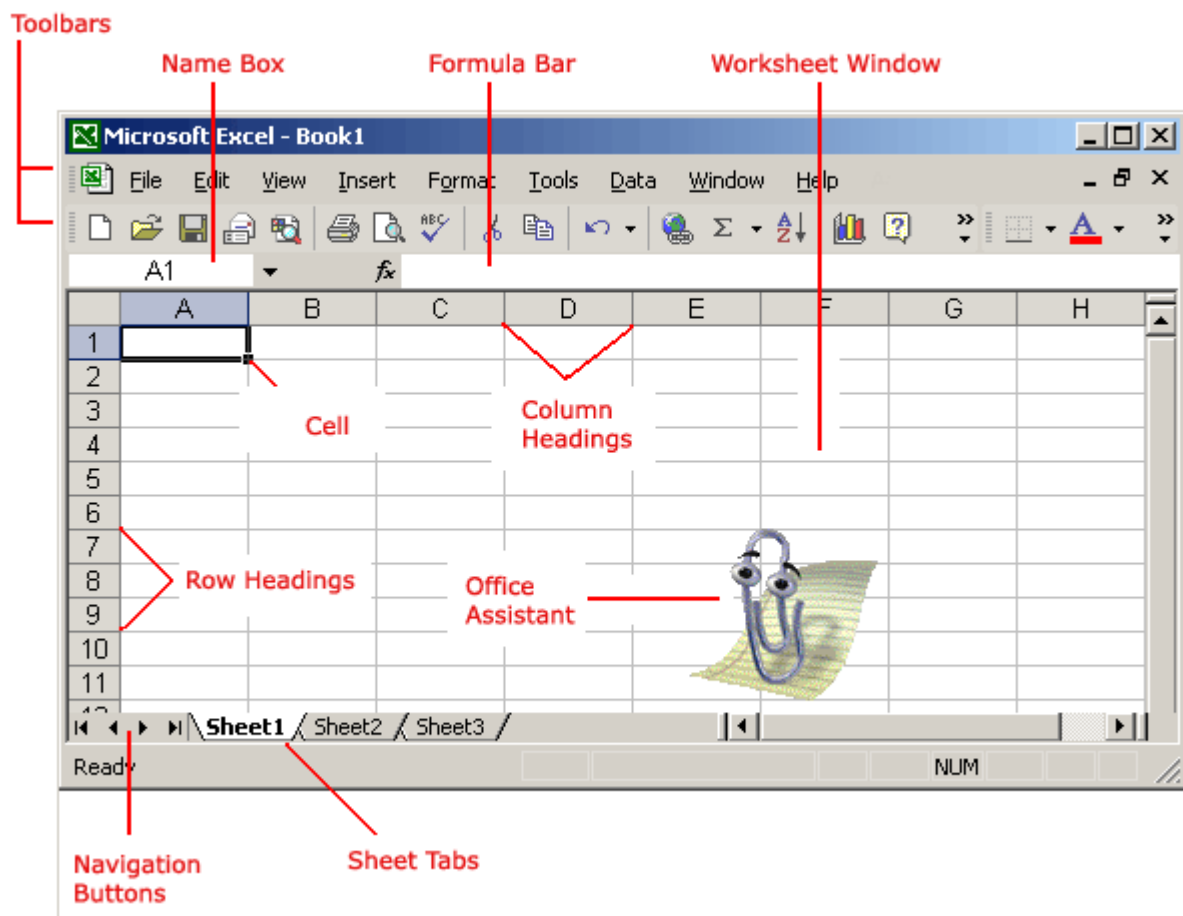 Toolbars
Name Box
Formula Bar
Worksheet Window
Microsoft Excel - Book1
File Edit View Insert Format Tools Data Window Help
ABC Σ A Z ? A
A1 fx
A B C D E F G H
1
2
3
Cell
Column
Headings
4
5
6
7
8
Row Headings
Office
Assistant
9
10
11
12
Sheet1 Sheet2 Sheet3
Ready NUM
Navigation
Buttons
Sheet Tabs